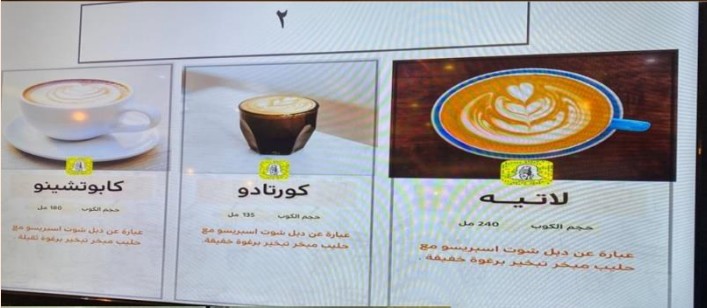 ٢
لاتيه
حجم الكوب 240 مل
عبارة عن دبل شوت اسبريسو مع
حليب مبخر تبخير برغوة خفيفة .
كورتادو
حجم الكوب 135 مل
عبارة عن دبل شوت اسبريسو مع
حليب مبخر تبخير برغوة خفيفة
كابوتشينو
حجم الكوب 180 مل
عبارة عن دبل شوت اسبريسو مع
حليب مبخر تبخير برغوة ثقيلة